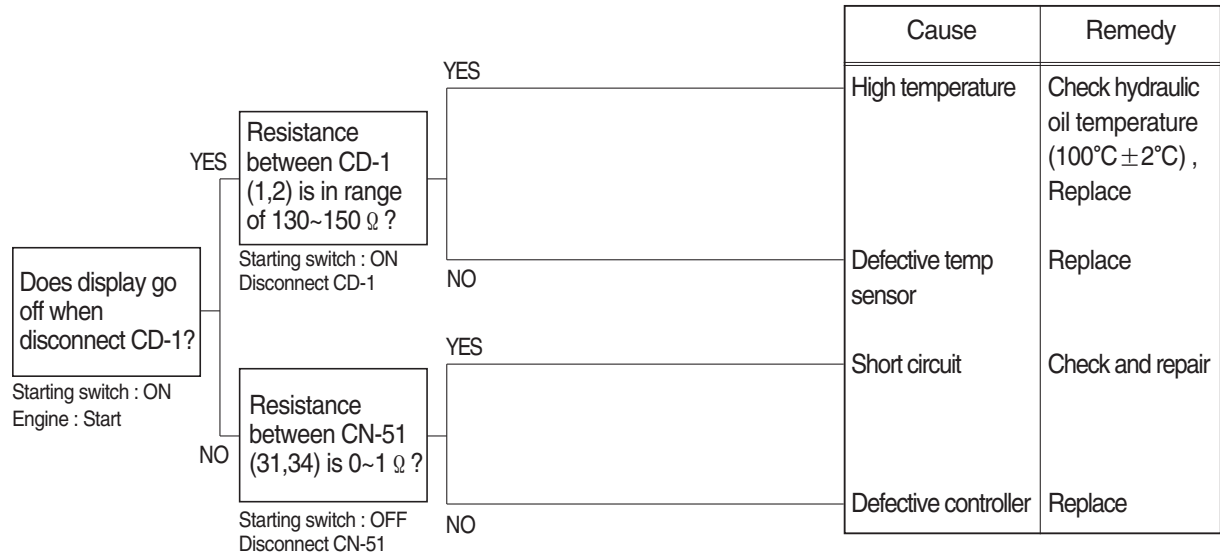 Does display go
off when
disconnect CD-1?
Starting switch : ON
Engine : Start
YES
Resistance
between CD-1
(1,2) is in range
of 130~150 Ω ?
Starting switch : ON
Disconnect CD-1
NO
Resistance
between CN-51
(31,34) is 0~1 Ω ?
Starting switch : OFF
Disconnect CN-51
YES
NO
YES
NO
Cause
Remedy
High temperature
Check hydraulic
oil temperature
(100°C ± 2°C) ,
Replace
Defective temp
sensor
Replace
Short circuit
Check and repair
Defective controller
Replace